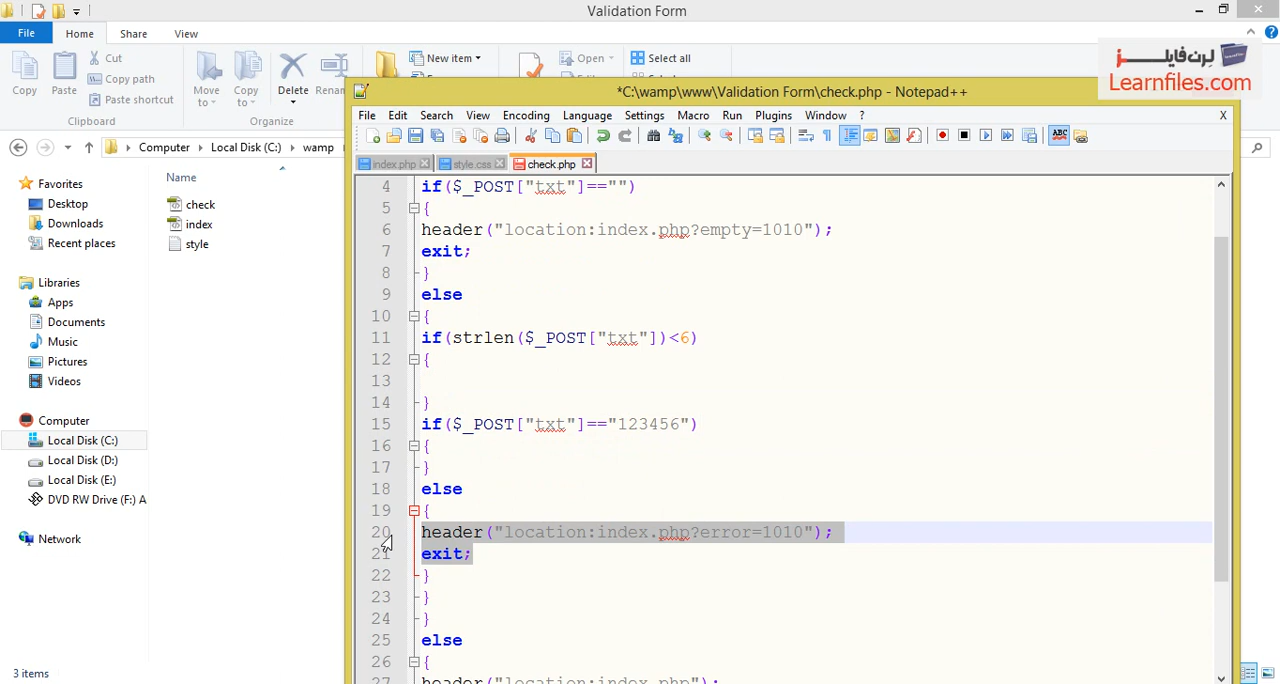 Validation Form
File Home Share View
Copy Paste Cut Copy path Paste shortcut Clipboard
Move to Copy to Delete Organize
New item Open Select all
لرن فایلز
Learnfiles.com
*C:\wamp\www\Validation Form\check.php - Notepad++
Computer Local Disk (C:) wamp
File Edit Search View Encoding Language Settings Macro Run Plugins Window ? X
index.php style.css check.php
Favorites
Desktop
Downloads
Recent places
Libraries
Apps
Documents
Music
Pictures
Videos
Computer
Local Disk (C:)
Local Disk (D:)
Local Disk (E:)
DVD RW Drive (F:) A
Network
3 items
Name
check
index
style
4 if($_POST["txt"]=="")
5 {
6 header("location:index.php?empty=1010");
7 exit;
8 }
9 else
10 {
11 if(strlen($_POST["txt"])<6)
12 {
13
14 }
15 if($_POST["txt"]=="123456")
16 {
17 }
18 else
19 {
20 header("location:index.php?error=1010");
21 exit;
22 }
23 }
24 }
25 else
26 {
27 header("location:index.php");